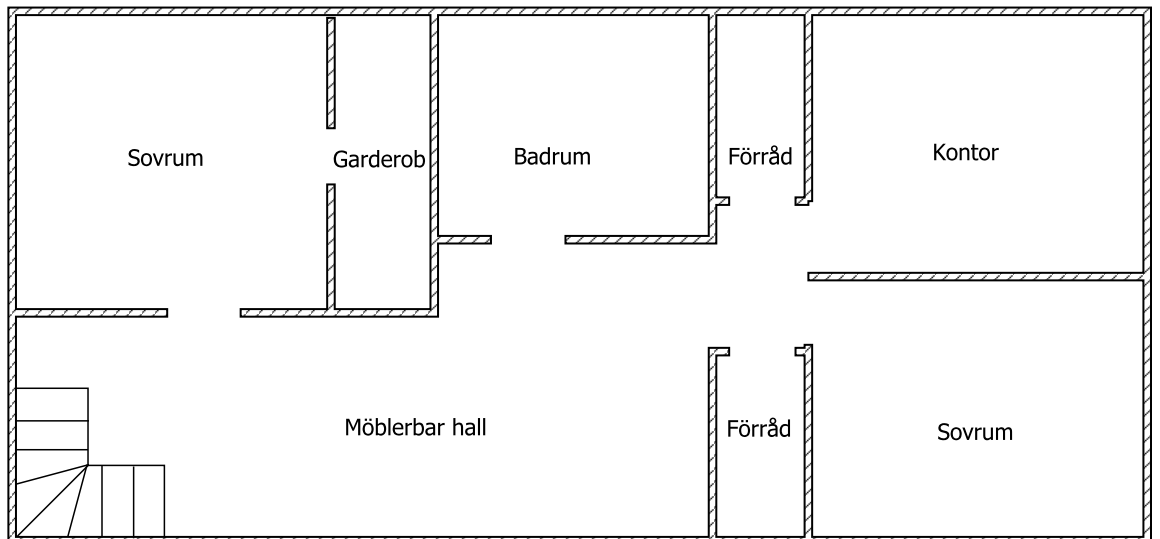 Sovrum
Garderob
Badrum
Förråd
Kontor
Möblerbar hall
Förråd
Sovrum